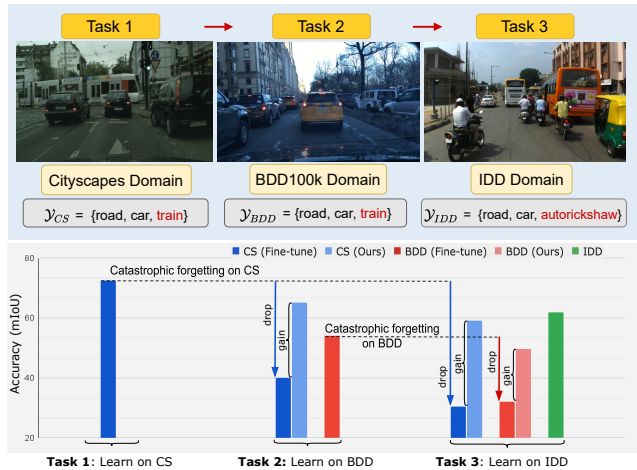 Task 1
Task 2
Task 3
Cityscapes Domain
BDD100k Domain
IDD Domain
𝒴CS = {road, car, train}
𝒴BDD = {road, car, train}
𝒴IDD = {road, car, autorickshaw}
CS (Fine-tune) CS (Ours) BDD (Fine-tune) BDD (Ours) IDD
Accuracy (mIoU)
80
60
40
20
Catastrophic forgetting on CS
drop
gain
Catastrophic forgetting
on BDD
drop
gain
drop
gain
Task 1: Learn on CS
Task 2: Learn on BDD
Task 3: Learn on IDD